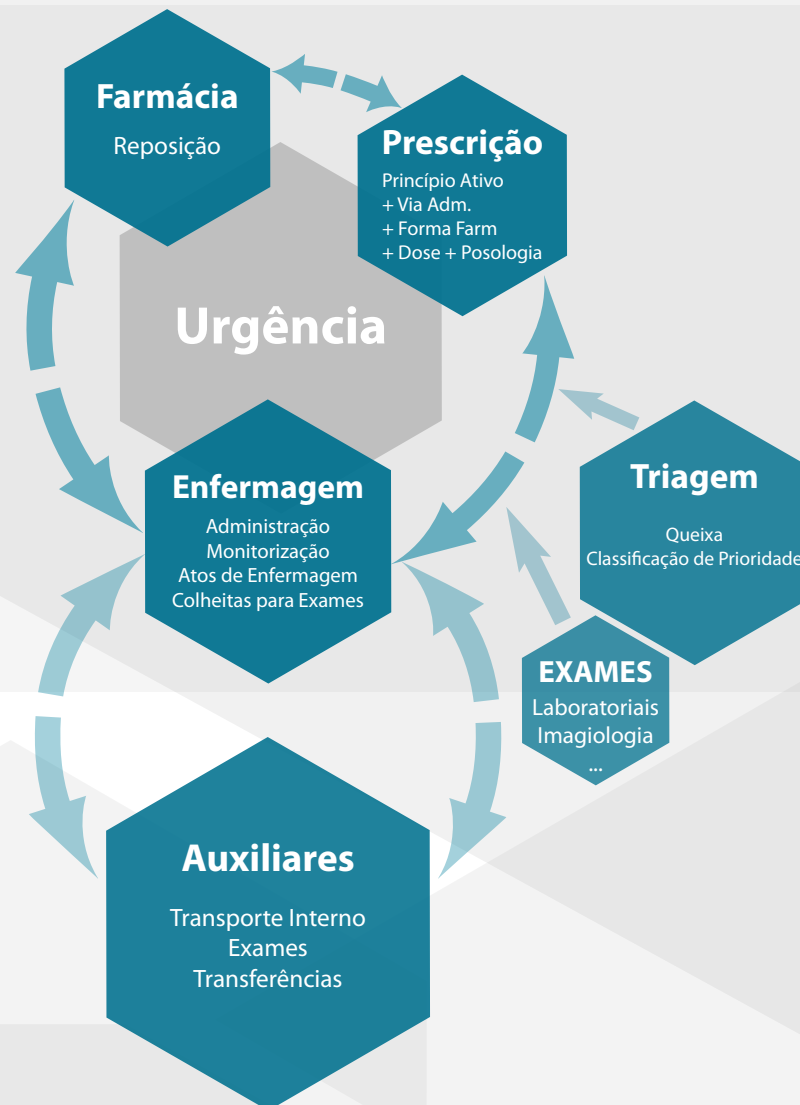 Farmácia
Reposição
Prescrição
Princípio Ativo
+ Via Adm.
+ Forma Farm
+ Dose + Posologia
Urgência
Enfermagem
Administração
Monitorização
Atos de Enfermagem
Colheitas para Exames
Triagem
Queixa
Classificação de Prioridade
EXAMES
Laboratoriais
Imagiologia
...
Auxiliares
Transporte Interno
Exames
Transferências